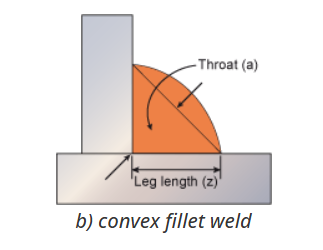 Throat (a)
Leg length (z)
b) convex fillet weld